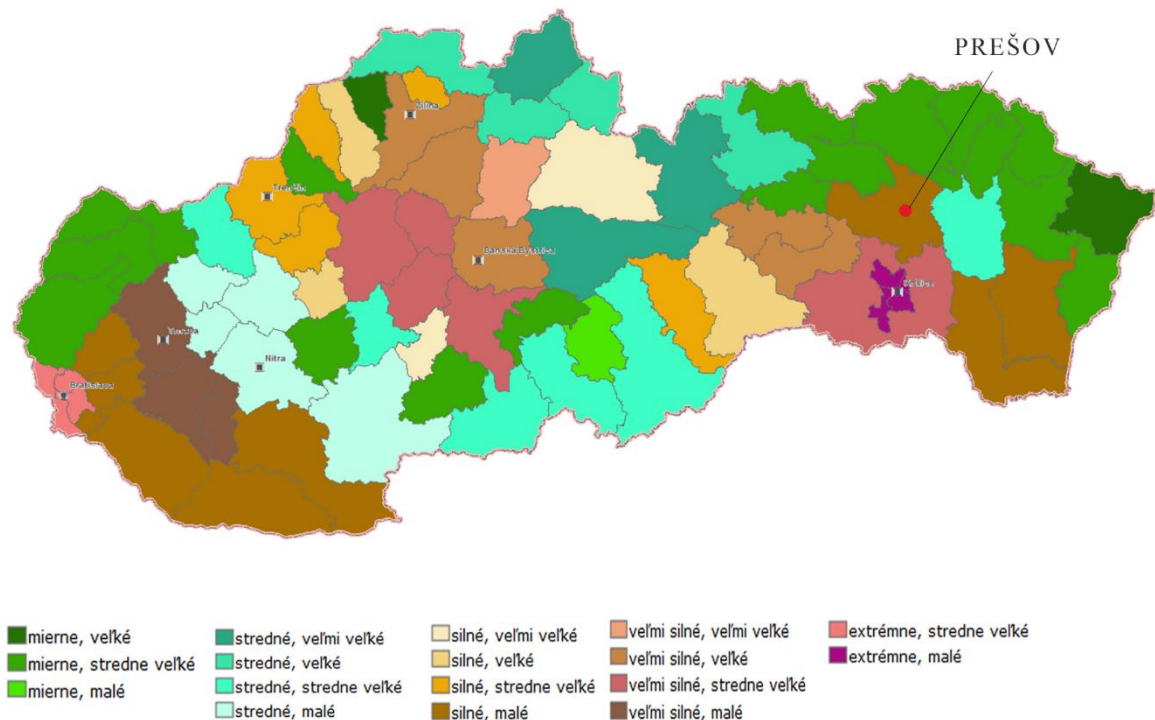 PREŠOV
Žilina
Trenčín
Banská Bystrica
Košice
Trnava
Nitra
Bratislava
mierne, veľké
mierne, stredne veľké
mierne, malé
stredné, veľmi veľké
stredné, veľké
stredné, stredne veľké
stredné, malé
silné, veľmi veľké
silné, veľké
silné, stredne veľké
silné, malé
veľmi silné, veľmi veľké
veľmi silné, veľké
veľmi silné, stredne veľké
veľmi silné, malé
extrémne, stredne veľké
extrémne, malé